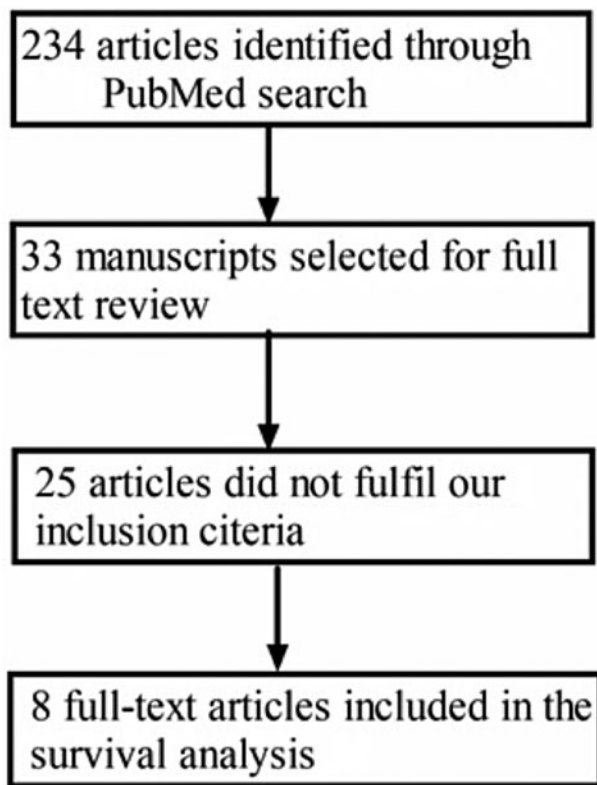 234 articles identified through
PubMed search
33 manuscripts selected for full
text review
25 articles did not fulfil our
inclusion citeria
8 full-text articles included in the
survival analysis